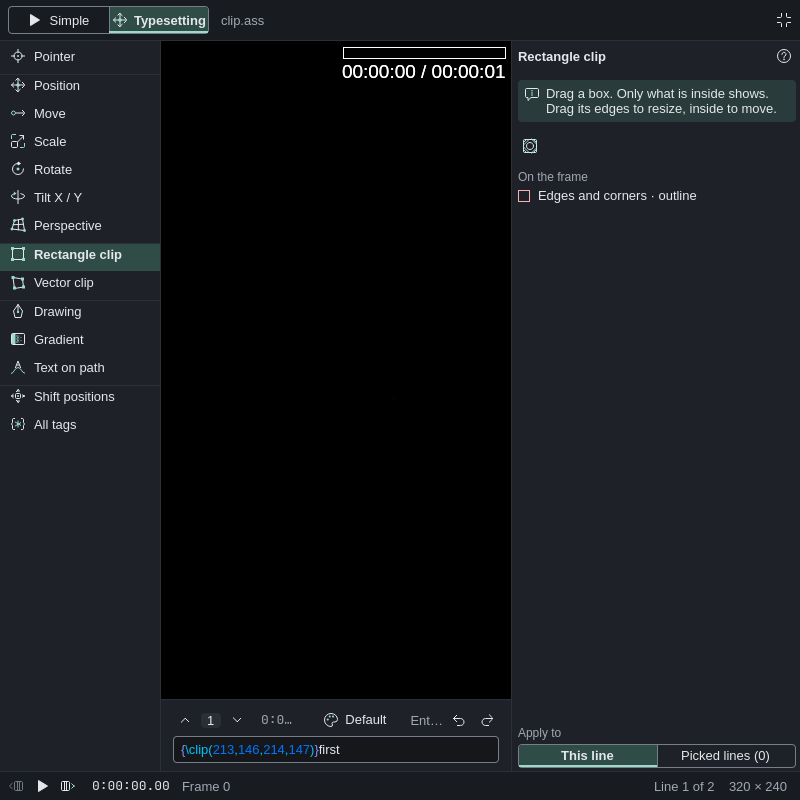 Simple
Typesetting
clip.ass
Pointer
Position
Move
Scale
Rotate
Tilt X / Y
Perspective
Rectangle clip
Vector clip
Drawing
Gradient
Text on path
Shift positions
All tags
00:00:00 / 00:00:01
Rectangle clip
Drag a box. Only what is inside shows.
Drag its edges to resize, inside to move.
On the frame
Edges and corners · outline
1
0:0…
Default
Ent…
{\clip(213,146,214,147)}first
Apply to
This line
Picked lines (0)
0:00:00.00
Frame 0
Line 1 of 2
320 × 240